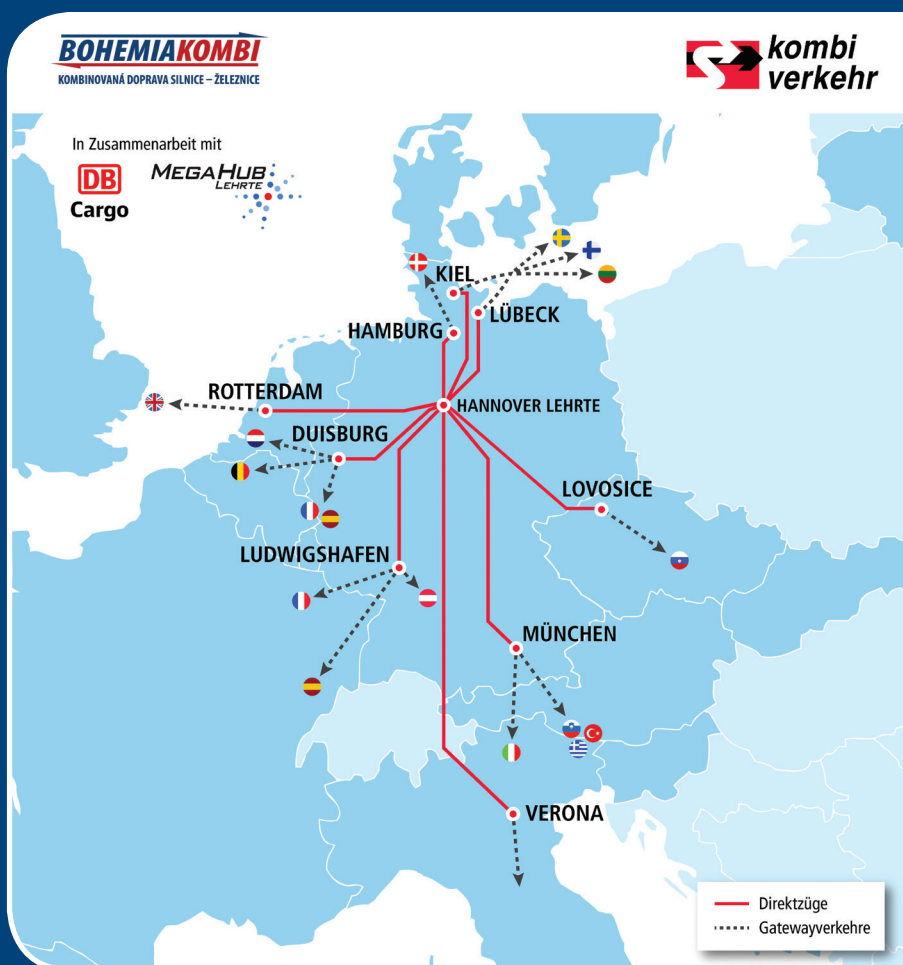 BOHEMIAKOMBI
KOMBINOVANÁ DOPRAVA SILNICE – ŽELEZNICE
kombi
verkehr
In Zusammenarbeit mit
DB
Cargo
MEGAHUB
LEHRTE
KIEL
LÜBECK
HAMBURG
ROTTERDAM
HANNOVER LEHRTE
DUISBURG
LOVOSICE
LUDWIGSHAFEN
MÜNCHEN
VERONA
Direktzüge
Gatewayverkehre